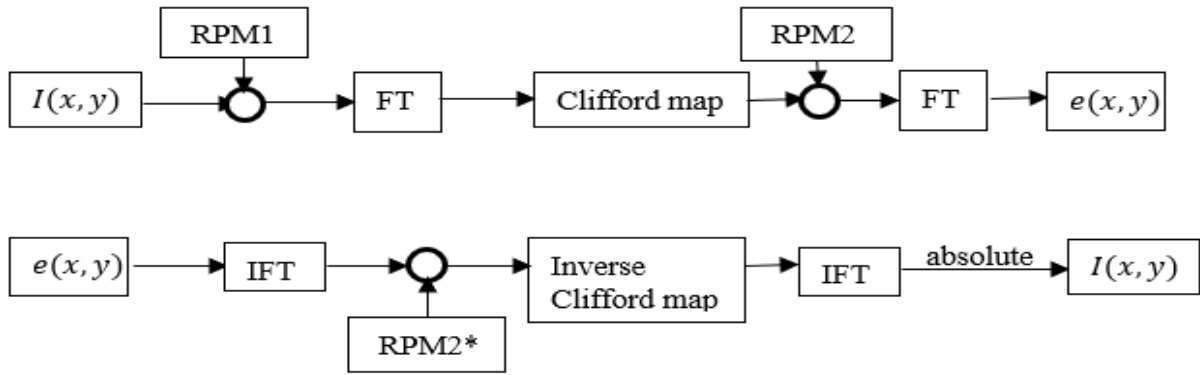 RPM1
RPM2
I(x, y)
FT
Clifford map
FT
e(x, y)
e(x, y)
IFT
Inverse
Clifford map
IFT
absolute
I(x, y)
RPM2*